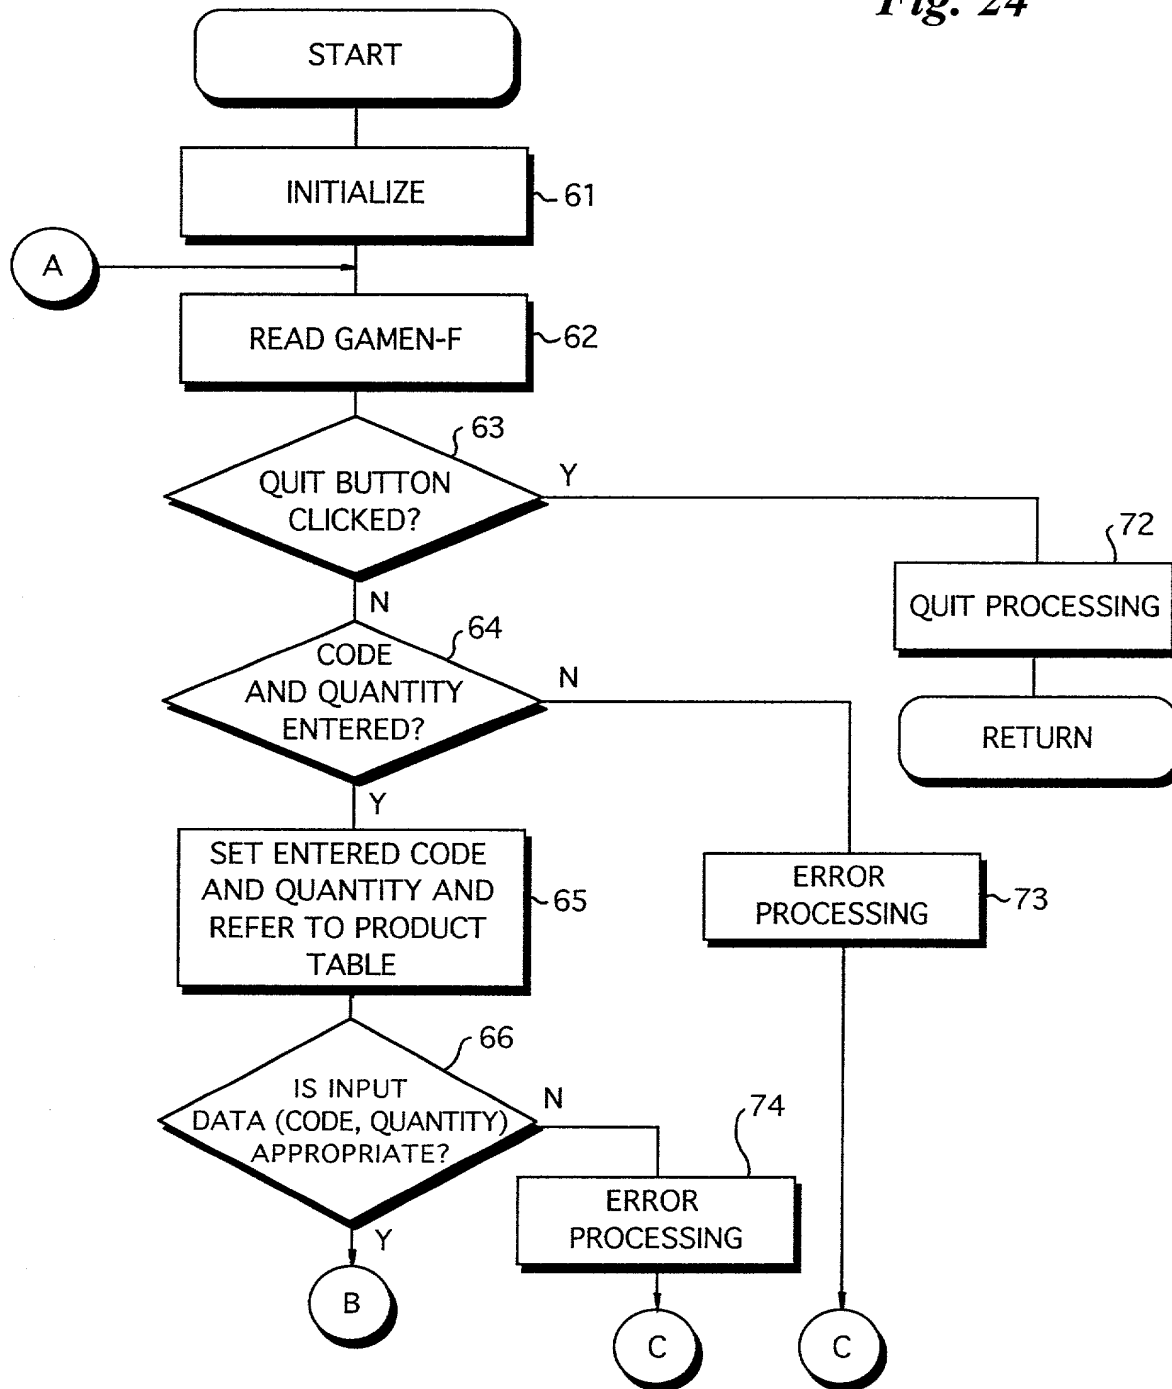 Fig. 24
START
INITIALIZE
61
A
READ GAMEN-F
62
63
QUIT BUTTON
CLICKED?
Y
N
72
QUIT PROCESSING
RETURN
64
CODE
AND QUANTITY
ENTERED?
N
Y
SET ENTERED CODE
AND QUANTITY AND
REFER TO PRODUCT
TABLE
65
ERROR
PROCESSING
73
66
IS INPUT
DATA (CODE, QUANTITY)
APPROPRIATE?
N
Y
74
ERROR
PROCESSING
B
C
C